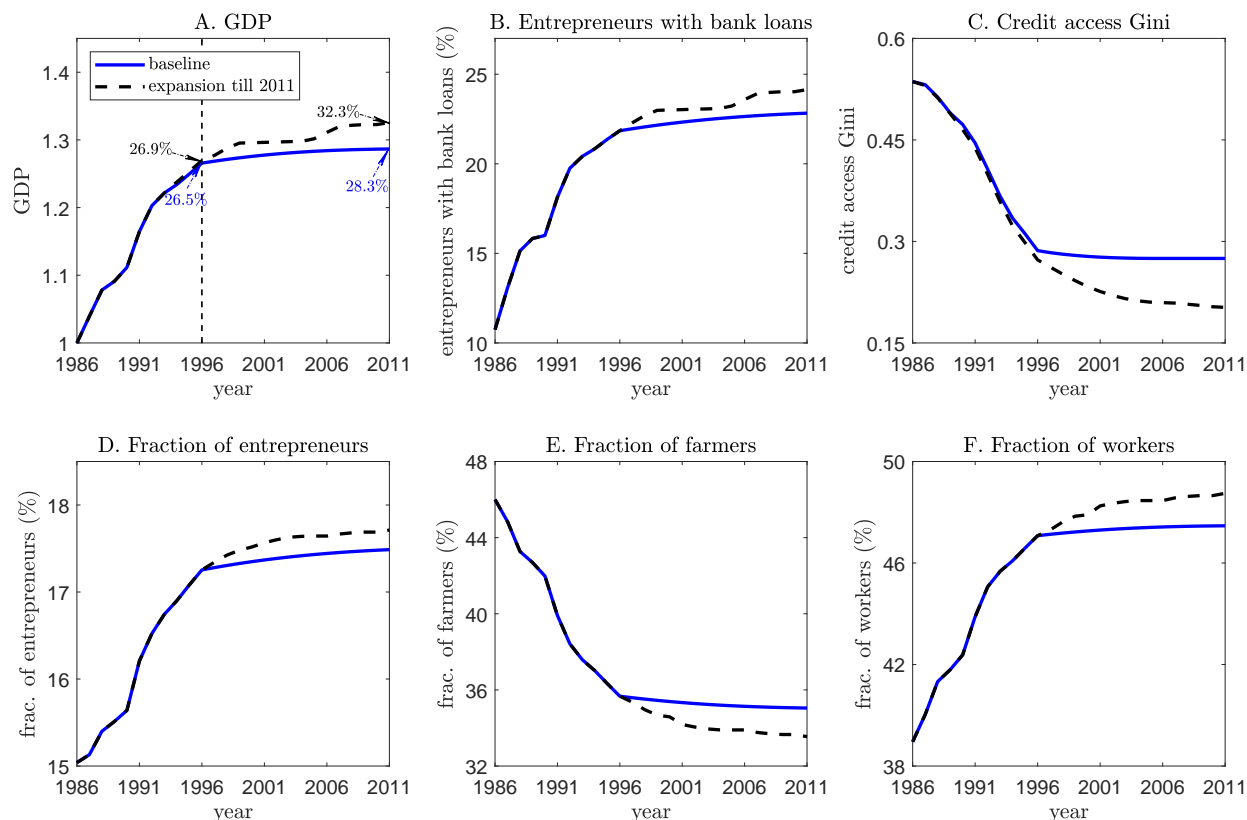 A. GDP
GDP
1.4
1.3
1.2
1.1
1
baseline
expansion till 2011
26.9%
26.5%
32.3%
28.3%
1986 1991 1996 2001 2006 2011
year
B. Entrepreneurs with bank loans
entrepreneurs with bank loans (%)
25
20
15
10
1986 1991 1996 2001 2006 2011
year
C. Credit access Gini
credit access Gini
0.6
0.45
0.3
0.15
1986 1991 1996 2001 2006 2011
year
D. Fraction of entrepreneurs
frac. of entrepreneurs (%)
18
17
16
15
1986 1991 1996 2001 2006 2011
year
E. Fraction of farmers
frac. of farmers (%)
48
44
40
36
32
1986 1991 1996 2001 2006 2011
year
F. Fraction of workers
frac. of workers (%)
50
46
42
38
1986 1991 1996 2001 2006 2011
year